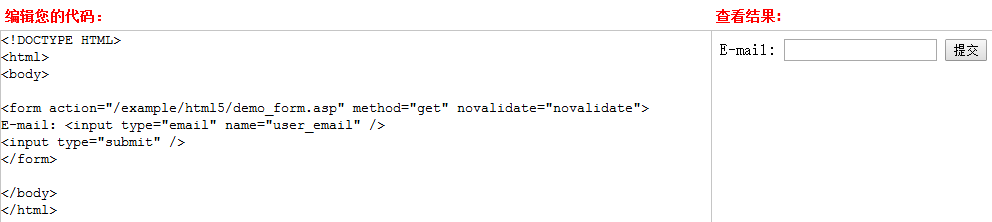 编辑您的代码：
查看结果:
<!DOCTYPE HTML>
<html>
<body>
<form action="/example/html5/demo_form.asp" method="get" novalidate="novalidate">
E-mail: <input type="email" name="user_email" />
<input type="submit" />
</form>
</body>
</html>
E-mail: 提交